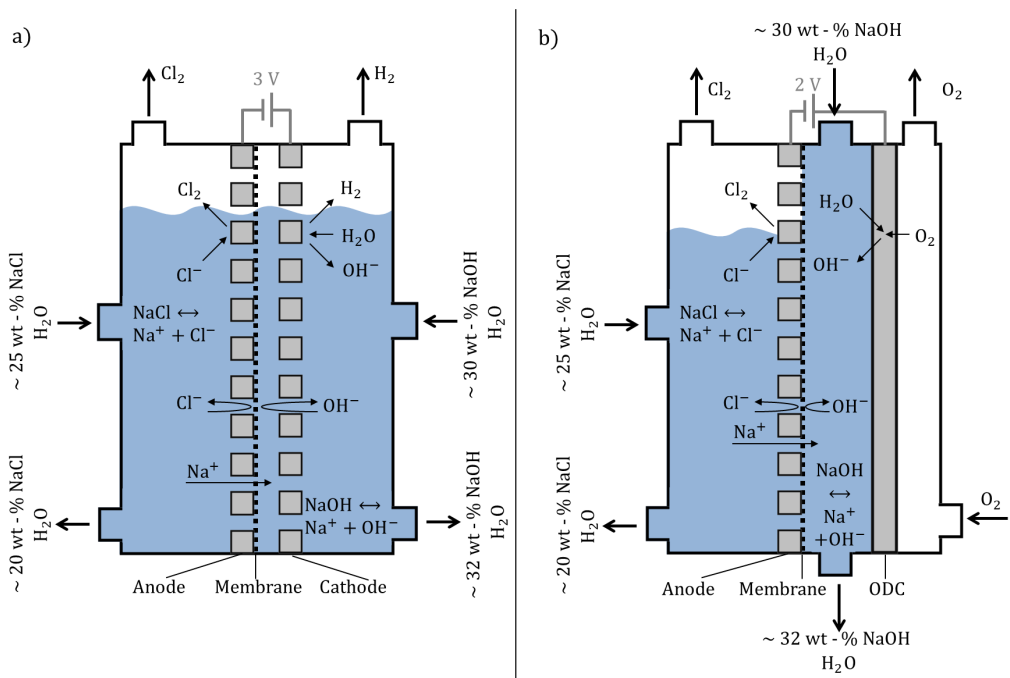 a)
Cl₂
3 V
H₂
Cl₂
H₂
H₂O
Cl⁻
OH⁻
~ 25 wt - % NaCl
H₂O
NaCl ↔
Na⁺ + Cl⁻
~ 30 wt - % NaOH
H₂O
Cl⁻
OH⁻
Na⁺
~ 20 wt - % NaCl
H₂O
NaOH ↔
Na⁺ + OH⁻
~ 32 wt - % NaOH
H₂O
Anode
Membrane
Cathode
b)
~ 30 wt - % NaOH
H₂O
Cl₂
2 V
O₂
Cl₂
H₂O
Cl⁻
O₂
OH⁻
~ 25 wt - % NaCl
H₂O
NaCl ↔
Na⁺ + Cl⁻
Cl⁻
OH⁻
Na⁺
NaOH
↔
Na⁺
+OH⁻
~ 20 wt - % NaCl
H₂O
O₂
Anode
Membrane
ODC
~ 32 wt - % NaOH
H₂O